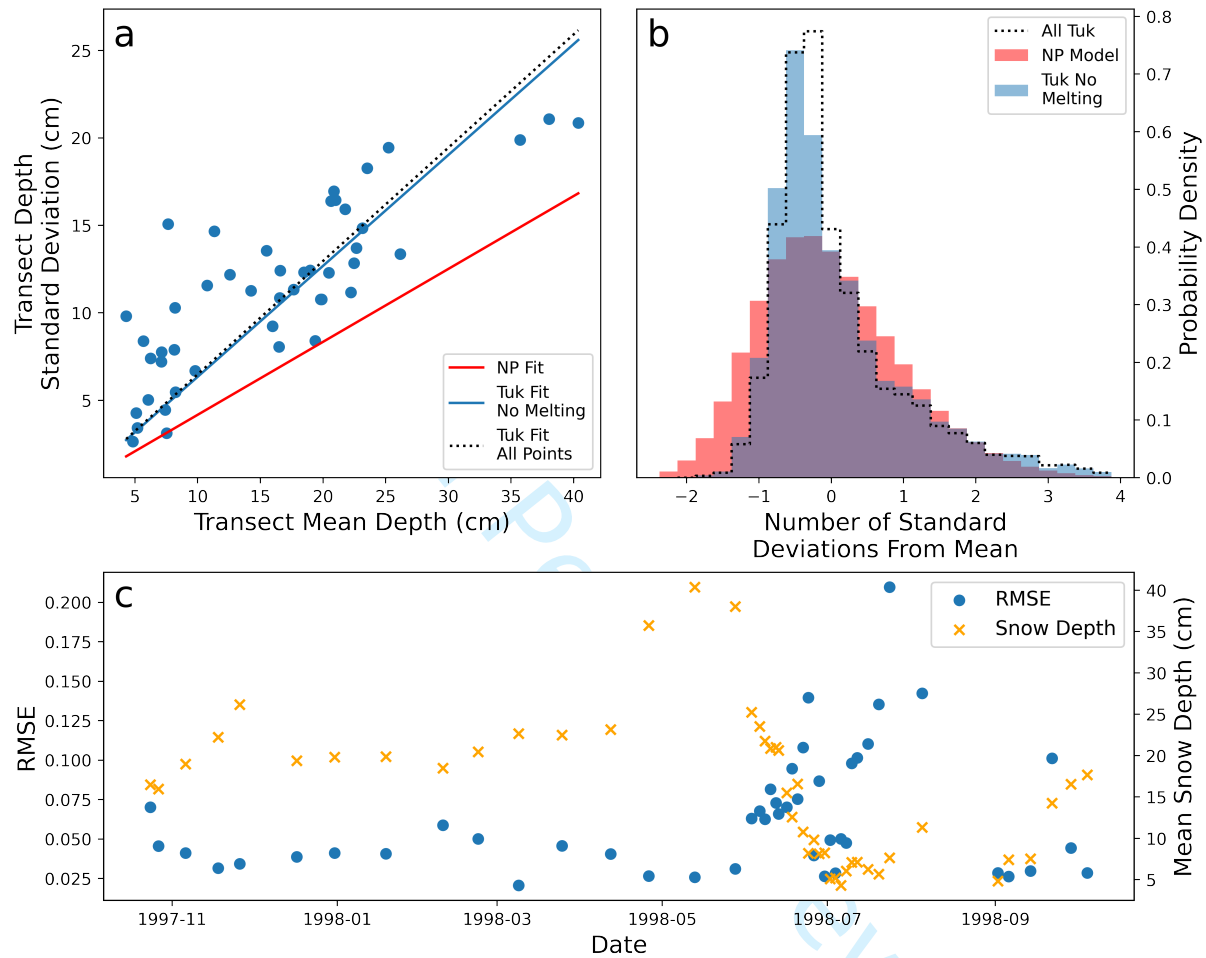 a
25
20
15
10
5
Transect Depth
Standard Deviation (cm)
NP Fit
Tuk Fit
No Melting
Tuk Fit
All Points
5 10 15 20 25 30 35 40
Transect Mean Depth (cm)
b
All Tuk
NP Model
Tuk No
Melting
0.8
0.7
0.6
0.5
0.4
0.3
0.2
0.1
0.0
Probability Density
−2 −1 0 1 2 3 4
Number of Standard
Deviations From Mean
c
RMSE
Snow Depth
0.200
0.175
0.150
0.125
0.100
0.075
0.050
0.025
RMSE
40
35
30
25
20
15
10
5
Mean Snow Depth (cm)
1997-11 1998-01 1998-03 1998-05 1998-07 1998-09
Date